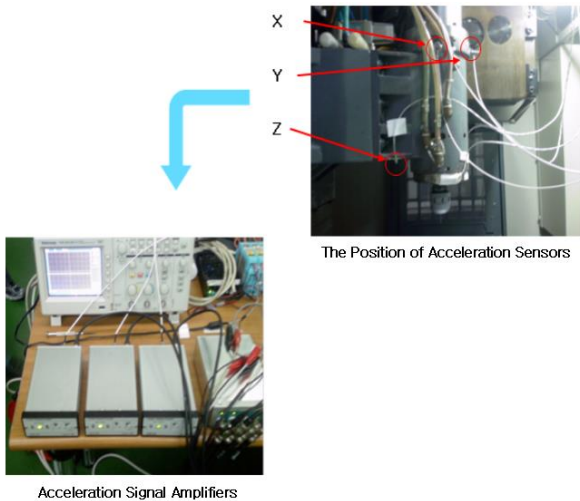 X
Y
Z
The Position of Acceleration Sensors
Acceleration Signal Amplifiers